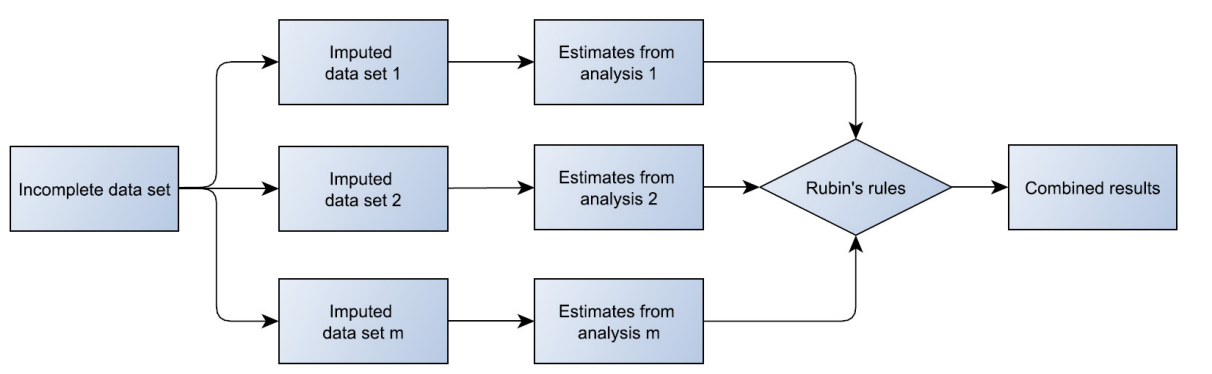 Imputed
data set 1
Estimates from
analysis 1
Incomplete data set
Imputed
data set 2
Estimates from
analysis 2
Rubin's rules
Combined results
Imputed
data set m
Estimates from
analysis m